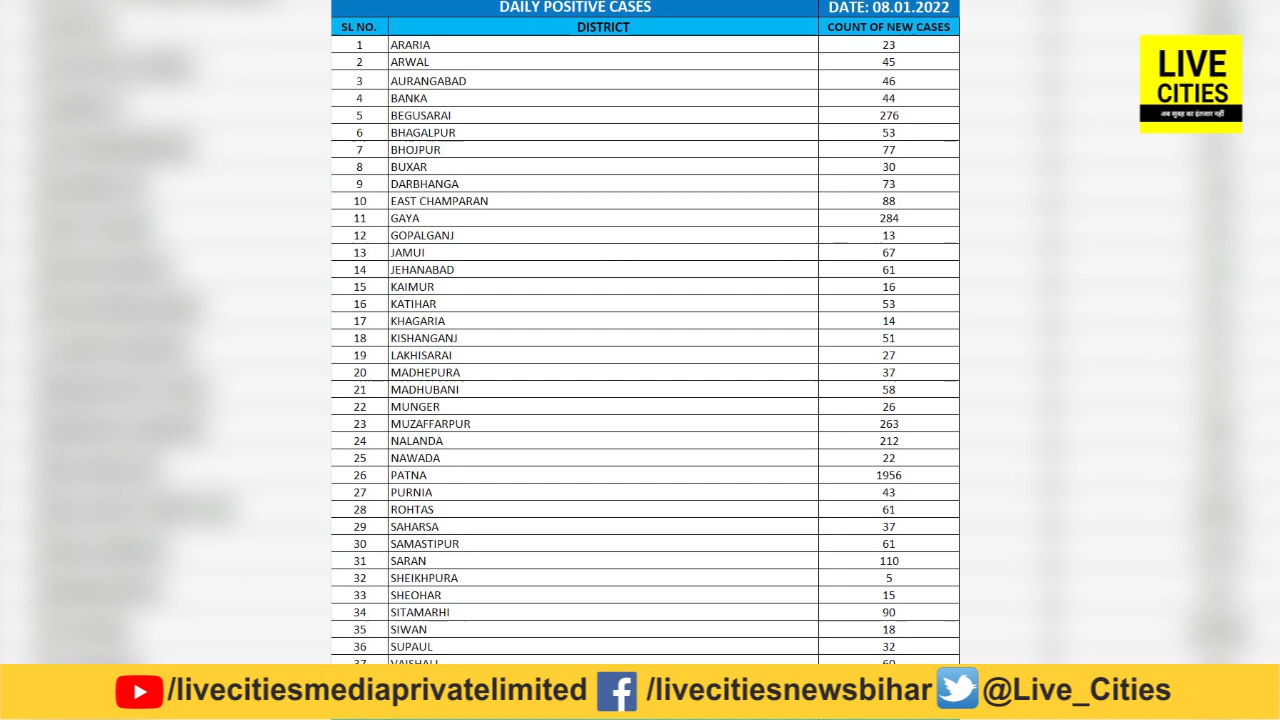 DAILY POSITIVE CASES DATE: 08.01.2022
SL NO. DISTRICT COUNT OF NEW CASES
1 ARARIA 23
2 ARWAL 45
3 AURANGABAD 46
4 BANKA 44
5 BEGUSARAI 276
6 BHAGALPUR 53
7 BHOJPUR 77
8 BUXAR 30
9 DARBHANGA 73
10 EAST CHAMPARAN 88
11 GAYA 284
12 GOPALGANJ 13
13 JAMUI 67
14 JEHANABAD 61
15 KAIMUR 16
16 KATIHAR 53
17 KHAGARIA 14
18 KISHANGANJ 51
19 LAKHISARAI 27
20 MADHEPURA 37
21 MADHUBANI 58
22 MUNGER 26
23 MUZAFFARPUR 263
24 NALANDA 212
25 NAWADA 22
26 PATNA 1956
27 PURNIA 43
28 ROHTAS 61
29 SAHARSA 37
30 SAMASTIPUR 61
31 SARAN 110
32 SHEIKHPURA 5
33 SHEOHAR 15
34 SITAMARHI 90
35 SIWAN 18
36 SUPAUL 32
37 VAISHALI
LIVE
CITIES
अब सुबह का इंतजार नहीं
/livecitiesmediaprivatelimited /livecitiesnewsbihar @Live_Cities